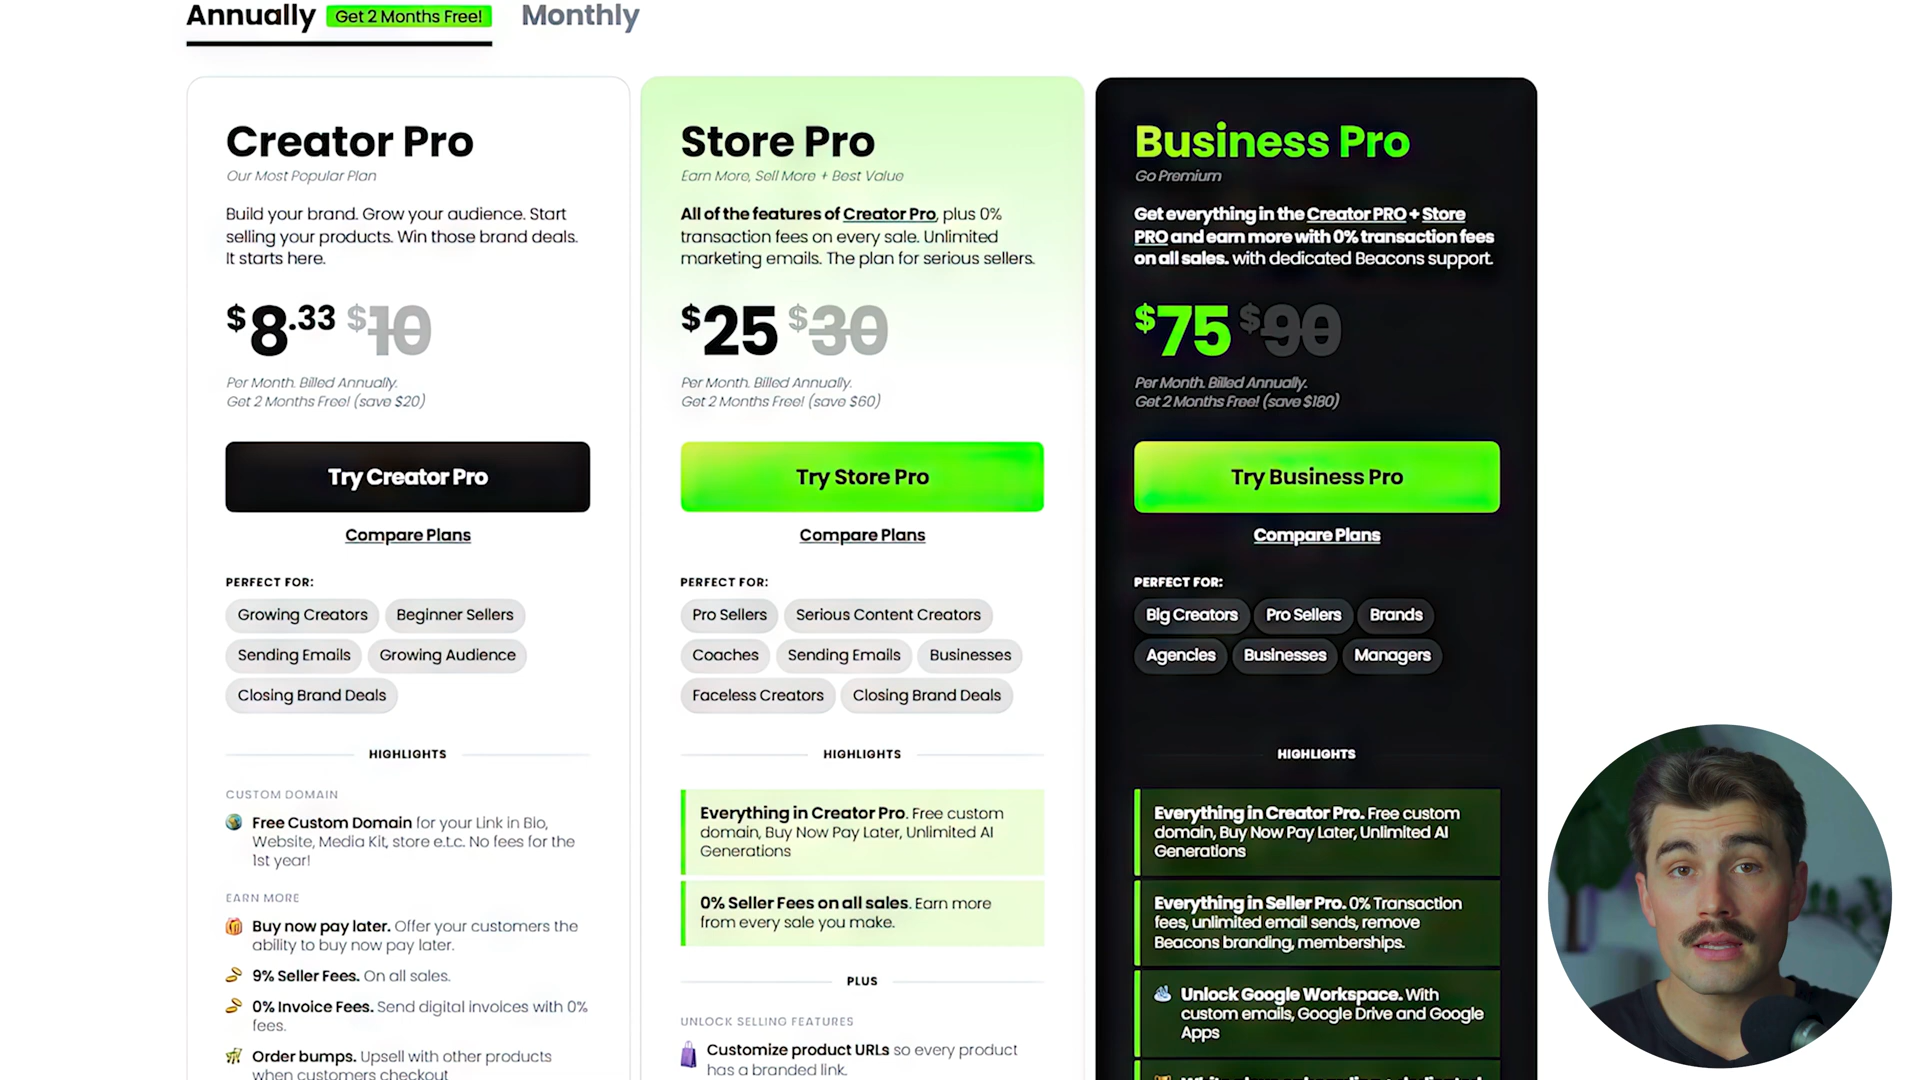 Annually Get 2 Months Free! Monthly
Creator Pro
Our Most Popular Plan
Build your brand. Grow your audience. Start
selling your products. Win those brand deals.
It starts here.
$8.33 $10
Per Month. Billed Annually.
Get 2 Months Free! (save $20)
Try Creator Pro
Compare Plans
PERFECT FOR:
Growing Creators Beginner Sellers
Sending Emails Growing Audience
Closing Brand Deals
HIGHLIGHTS
CUSTOM DOMAIN
Free Custom Domain for your Link in Bio,
Website, Media Kit, store e.t.c. No fees for the
1st year!
EARN MORE
Buy now pay later. Offer your customers the
ability to buy now pay later.
9% Seller Fees. On all sales.
0% Invoice Fees. Send digital invoices with 0%
fees.
Order bumps. Upsell with other products
when customers checkout
Store Pro
Earn More, Sell More + Best Value
All of the features of Creator Pro, plus 0%
transaction fees on every sale. Unlimited
marketing emails. The plan for serious sellers.
$25 $30
Per Month. Billed Annually.
Get 2 Months Free! (save $60)
Try Store Pro
Compare Plans
PERFECT FOR:
Pro Sellers Serious Content Creators
Coaches Sending Emails Businesses
Faceless Creators Closing Brand Deals
HIGHLIGHTS
Everything in Creator Pro. Free custom
domain, Buy Now Pay Later, Unlimited AI
Generations
0% Seller Fees on all sales. Earn more
from every sale you make.
PLUS
UNLOCK SELLING FEATURES
Customize product URLs so every product
has a branded link.
Business Pro
Go Premium
Get everything in the Creator PRO + Store
PRO and earn more with 0% transaction fees
on all sales. with dedicated Beacons support.
$75 $90
Per Month. Billed Annually.
Get 2 Months Free! (save $180)
Try Business Pro
Compare Plans
PERFECT FOR:
Big Creators Pro Sellers Brands
Agencies Businesses Managers
HIGHLIGHTS
Everything in Creator Pro. Free custom
domain, Buy Now Pay Later, Unlimited AI
Generations
Everything in Seller Pro. 0% Transaction
fees, unlimited email sends, remove
Beacons branding, memberships.
Unlock Google Workspace. With
custom emails, Google Drive and Google
Apps